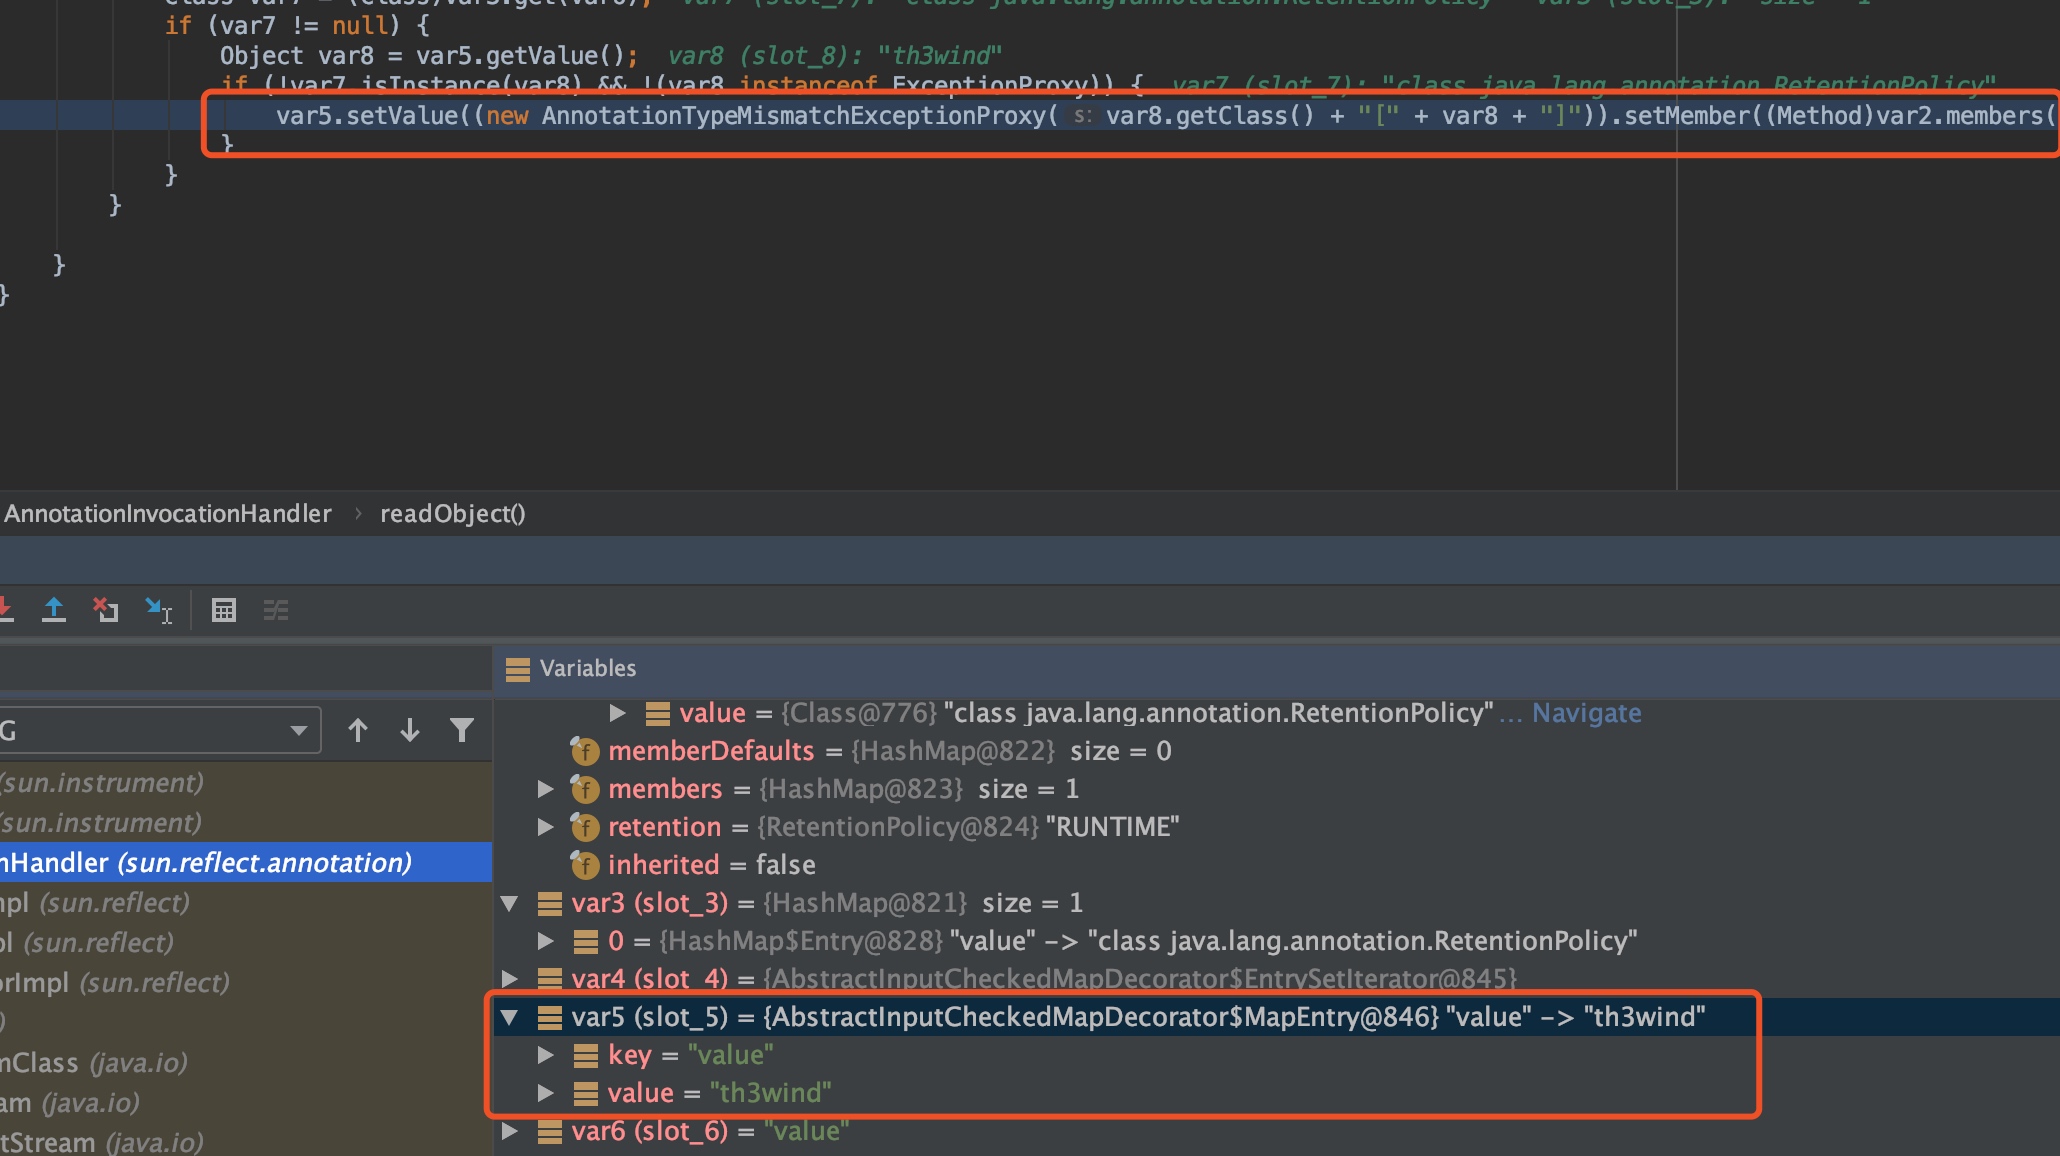 if (var7 != null) {
Object var8 = var5.getValue(); var8 (slot_8): "th3wind"
if (!var7.isInstance(var8) && !(var8 instanceof ExceptionProxy)) { var7 (slot_7): "class java.lang.annotation.RetentionPolicy"
var5.setValue((new AnnotationTypeMismatchExceptionProxy( s: var8.getClass() + "[" + var8 + "]")).setMember((Method)var2.members(
}
}
}
}
}
AnnotationInvocationHandler › readObject()
Variables
G
value = {Class@776} "class java.lang.annotation.RetentionPolicy" ... Navigate
memberDefaults = {HashMap@822} size = 0
(sun.instrument)
members = {HashMap@823} size = 1
(sun.instrument)
retention = {RetentionPolicy@824} "RUNTIME"
nHandler (sun.reflect.annotation)
inherited = false
mpl (sun.reflect)
var3 (slot_3) = {HashMap@821} size = 1
ol (sun.reflect)
0 = {HashMap$Entry@828} "value" -> "class java.lang.annotation.RetentionPolicy"
orImpl (sun.reflect)
var4 (slot_4) = {AbstractInputCheckedMapDecorator$EntrySetIterator@845}
)
var5 (slot_5) = {AbstractInputCheckedMapDecorator$MapEntry@846} "value" -> "th3wind"
mClass (java.io)
key = "value"
am (java.io)
value = "th3wind"
tStream (java.io)
var6 (slot_6) = "value"